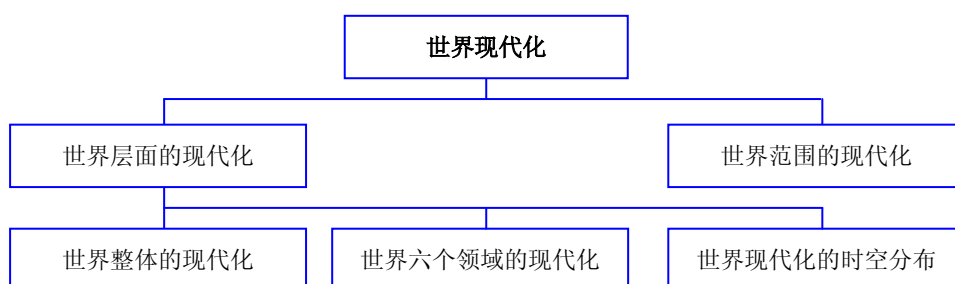 世界现代化
世界层面的现代化
世界范围的现代化
世界整体的现代化
世界六个领域的现代化
世界现代化的时空分布